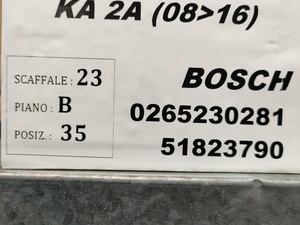 KA 2A (08>16)
SCAFFALE : 23
PIANO : B
POSIZ. : 35
BOSCH
0265230281
51823790